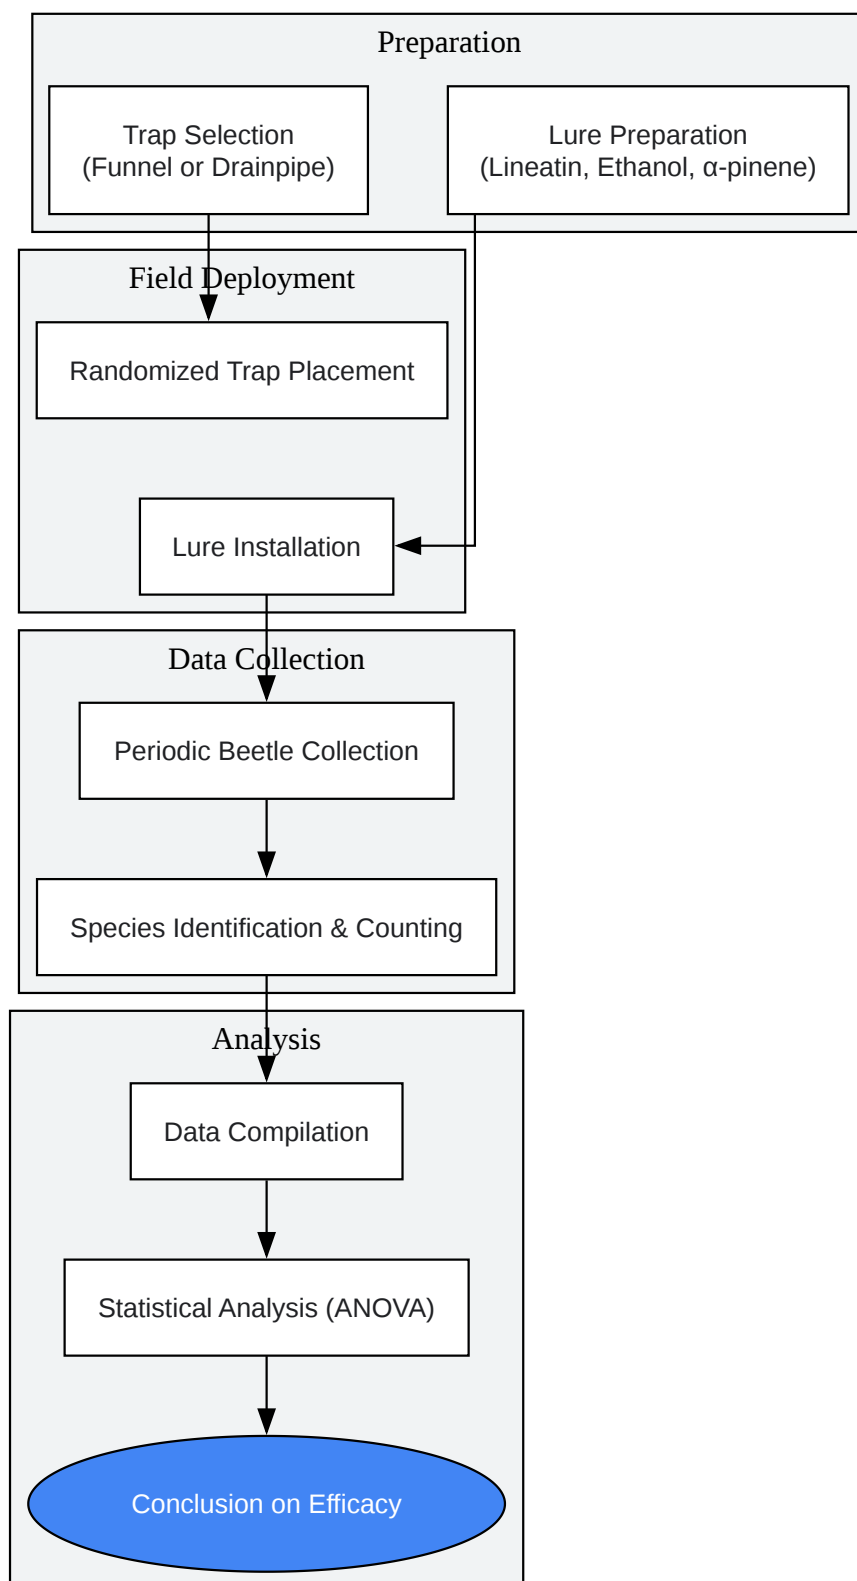 Preparation
Trap Selection
(Funnel or Drainpipe)
Lure Preparation
(Lineatin, Ethanol, α-pinene)
Field Deployment
Randomized Trap Placement
Lure Installation
Data Collection
Periodic Beetle Collection
Species Identification & Counting
Analysis
Data Compilation
Statistical Analysis (ANOVA)
Conclusion on Efficacy